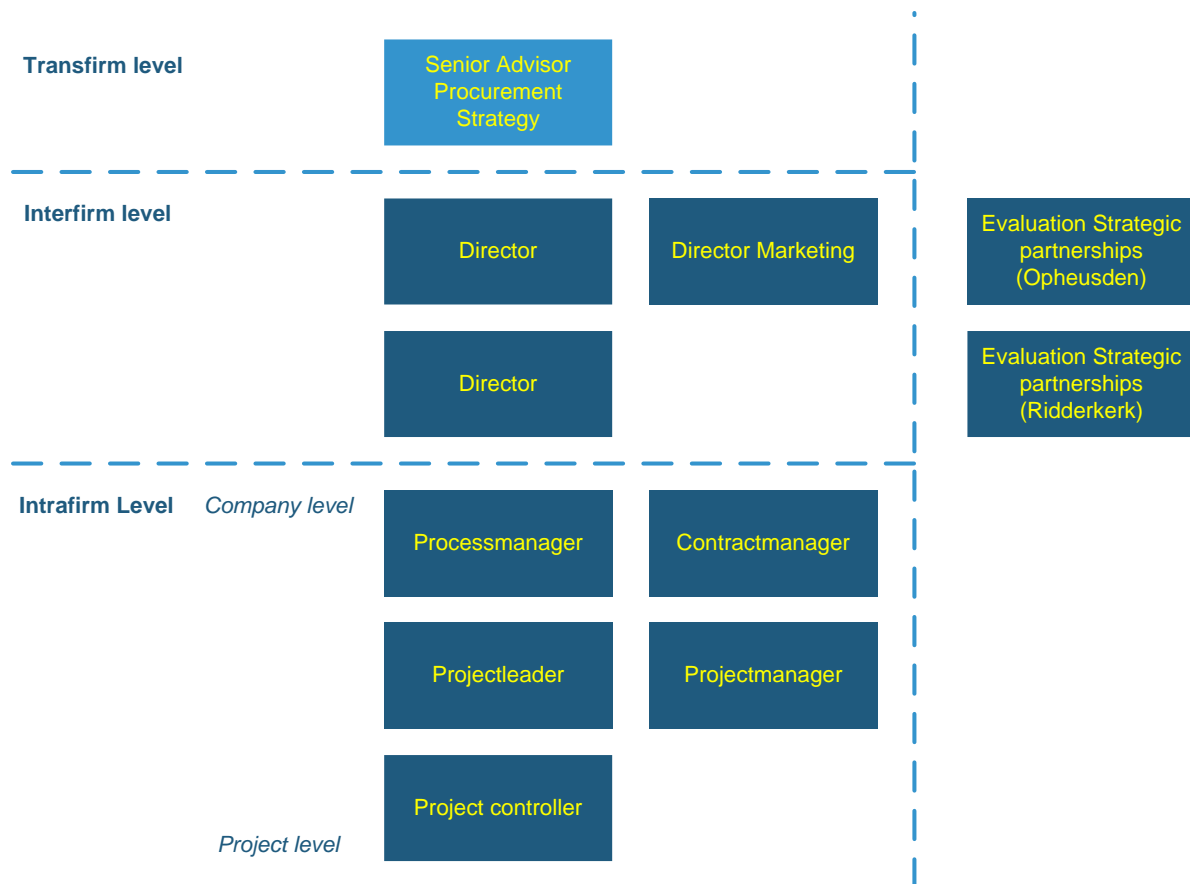 Transfirm level
Senior Advisor
Procurement
Strategy
Interfirm level
Director
Director Marketing
Evaluation Strategic
partnerships
(Opheusden)
Director
Evaluation Strategic
partnerships
(Ridderkerk)
Intrafirm Level
Company level
Processmanager
Contractmanager
Projectleader
Projectmanager
Project controller
Project level